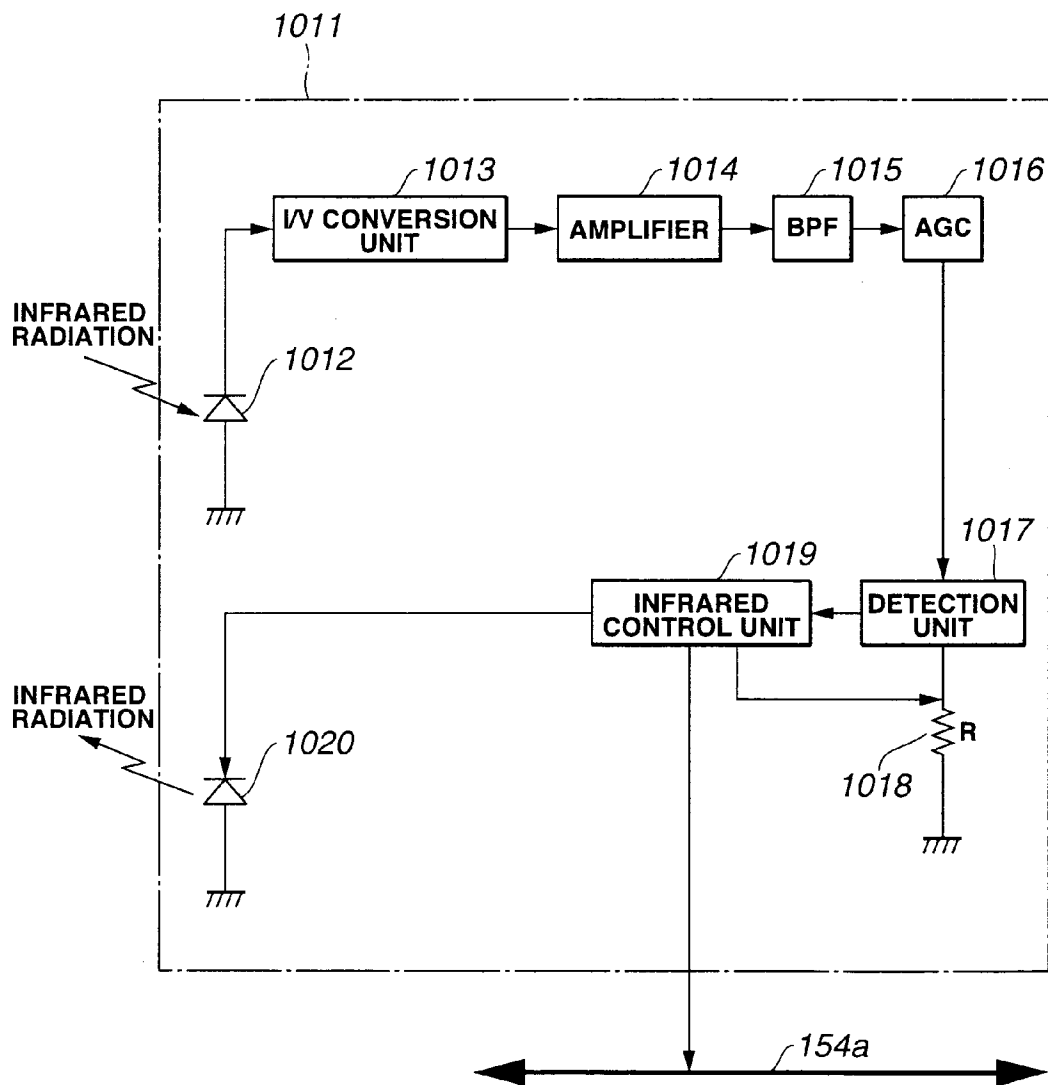 1011
1013
1014
1015
1016
I/V CONVERSION
UNIT
AMPLIFIER
BPF
AGC
INFRARED
RADIATION
1012
1017
1019
INFRARED
CONTROL UNIT
DETECTION
UNIT
INFRARED
RADIATION
1020
R
1018
154a